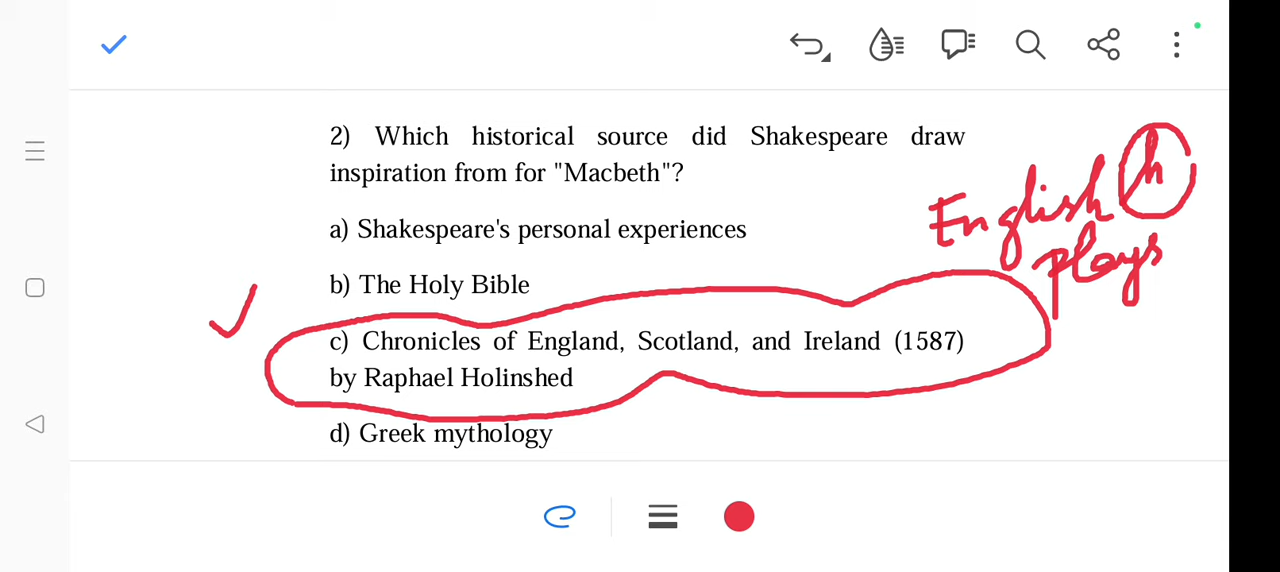 2) Which historical source did Shakespeare draw
inspiration from for "Macbeth"?
a) Shakespeare's personal experiences
b) The Holy Bible
c) Chronicles of England, Scotland, and Ireland (1587)
by Raphael Holinshed
d) Greek mythology
English h
Plays